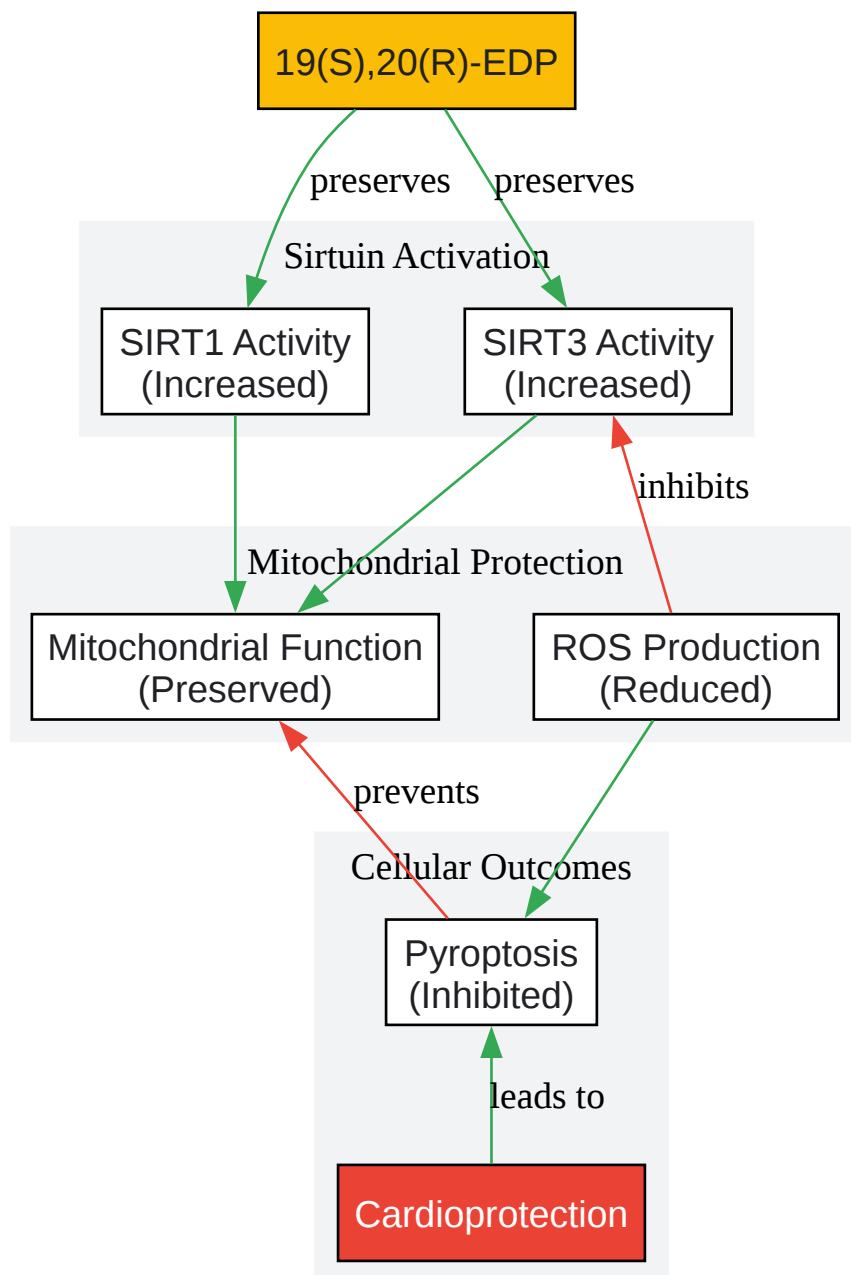 19(S),20(R)-EDP
preserves
preserves
Sirtuin Activation
SIRT1 Activity
(Increased)
SIRT3 Activity
(Increased)
inhibits
Mitochondrial Protection
Mitochondrial Function
(Preserved)
ROS Production
(Reduced)
prevents
Cellular Outcomes
Pyroptosis
(Inhibited)
leads to
Cardioprotection